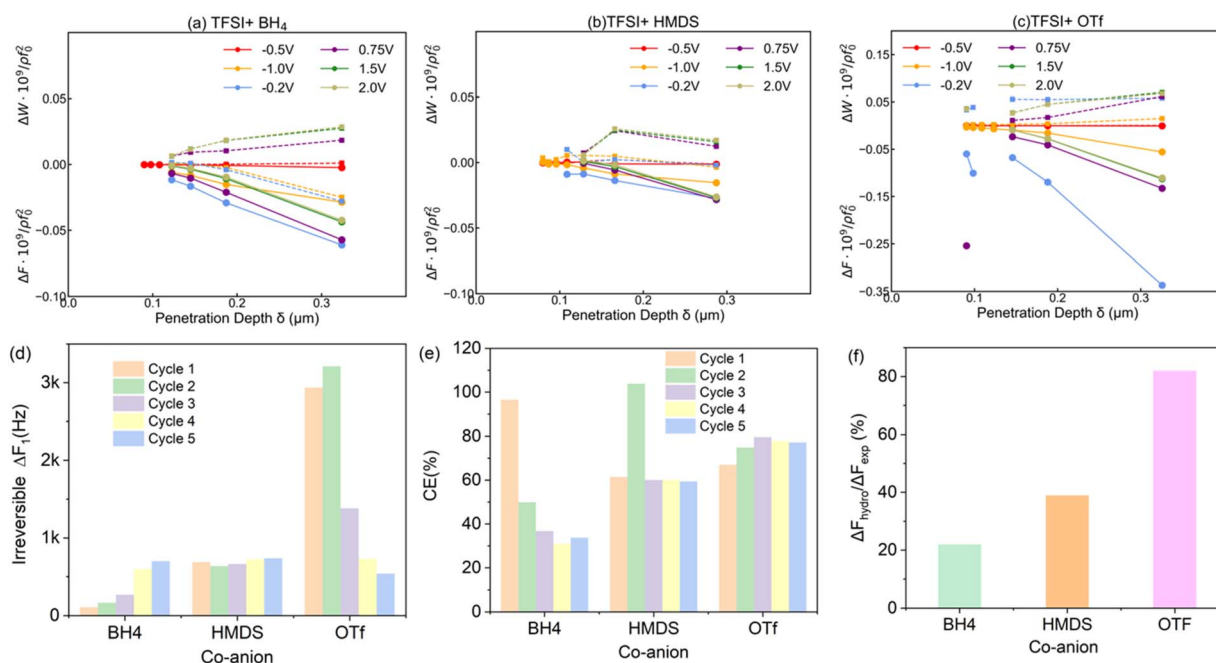 (a) TFSI+ BH₄
-0.5V 0.75V
-1.0V 1.5V
-0.2V 2.0V
ΔW · 10⁹/ρf₀²
ΔF · 10⁹/ρf₀²
0.05
0.00
−0.05
−0.10
0.0 0.1 0.2 0.3
Penetration Depth δ (μm)
(b)TFSI+ HMDS
-0.5V 0.75V
-1.0V 1.5V
-0.2V 2.0V
ΔW · 10⁹/ρf₀²
ΔF · 10⁹/ρf₀²
0.05
0.00
−0.05
−0.10
0.0 0.1 0.2 0.3
Penetration Depth δ (μm)
(c)TFSI+ OTf
-0.5V 0.75V
-1.0V 1.5V
-0.2V 2.0V
ΔW · 10⁹/ρf₀²
ΔF · 10⁹/ρf₀²
0.15
0.05
−0.05
−0.15
−0.25
−0.35
0.0 0.1 0.2 0.3
Penetration Depth δ (μm)
(d)
Irreversible ΔF₁(Hz)
3k
2k
1k
0
Cycle 1
Cycle 2
Cycle 3
Cycle 4
Cycle 5
BH4 HMDS OTf
Co-anion
(e)
CE(%)
120
100
80
60
40
20
0
Cycle 1
Cycle 2
Cycle 3
Cycle 4
Cycle 5
BH4 HMDS OTf
Co-anion
(f)
ΔF_hydro/ΔF_exp (%)
80
60
40
20
0
BH4 HMDS OTF
Co-anion